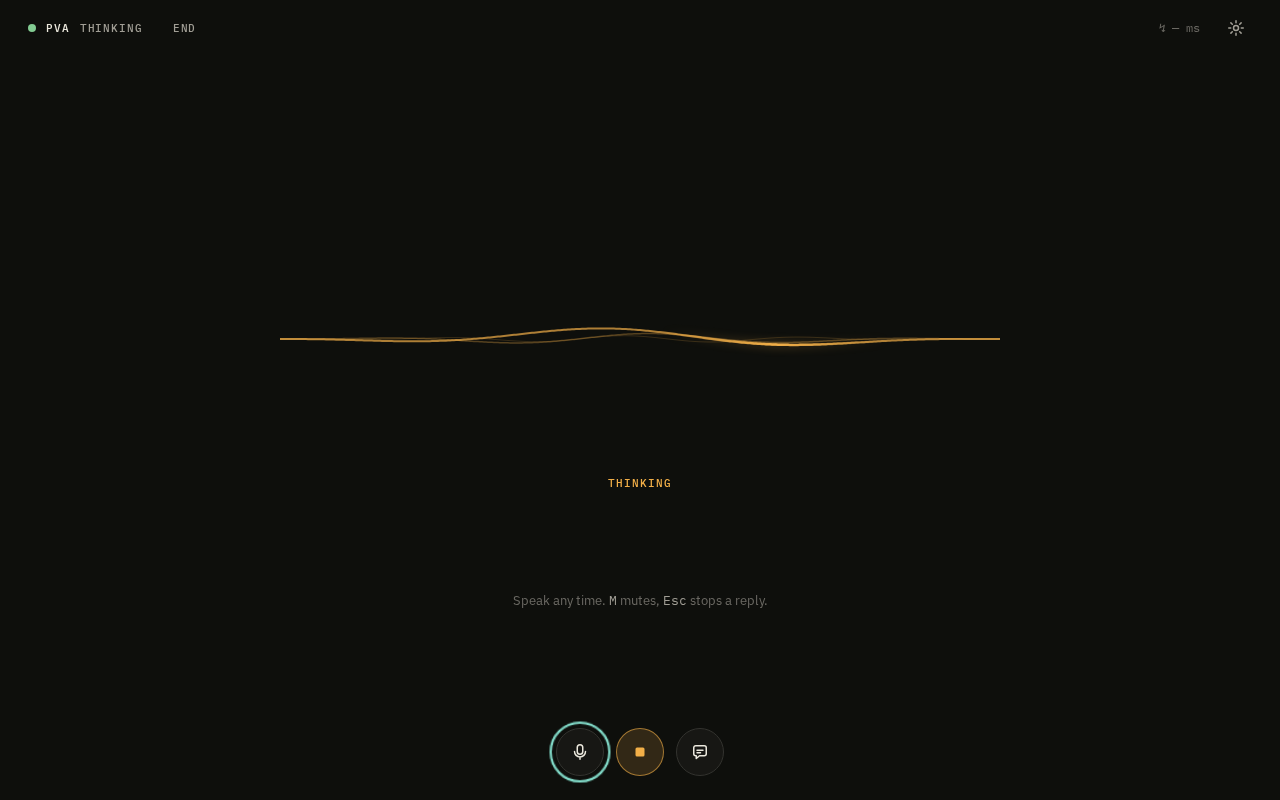 PVA THINKING END
↯ — ms
THINKING
Speak any time. M mutes, Esc stops a reply.